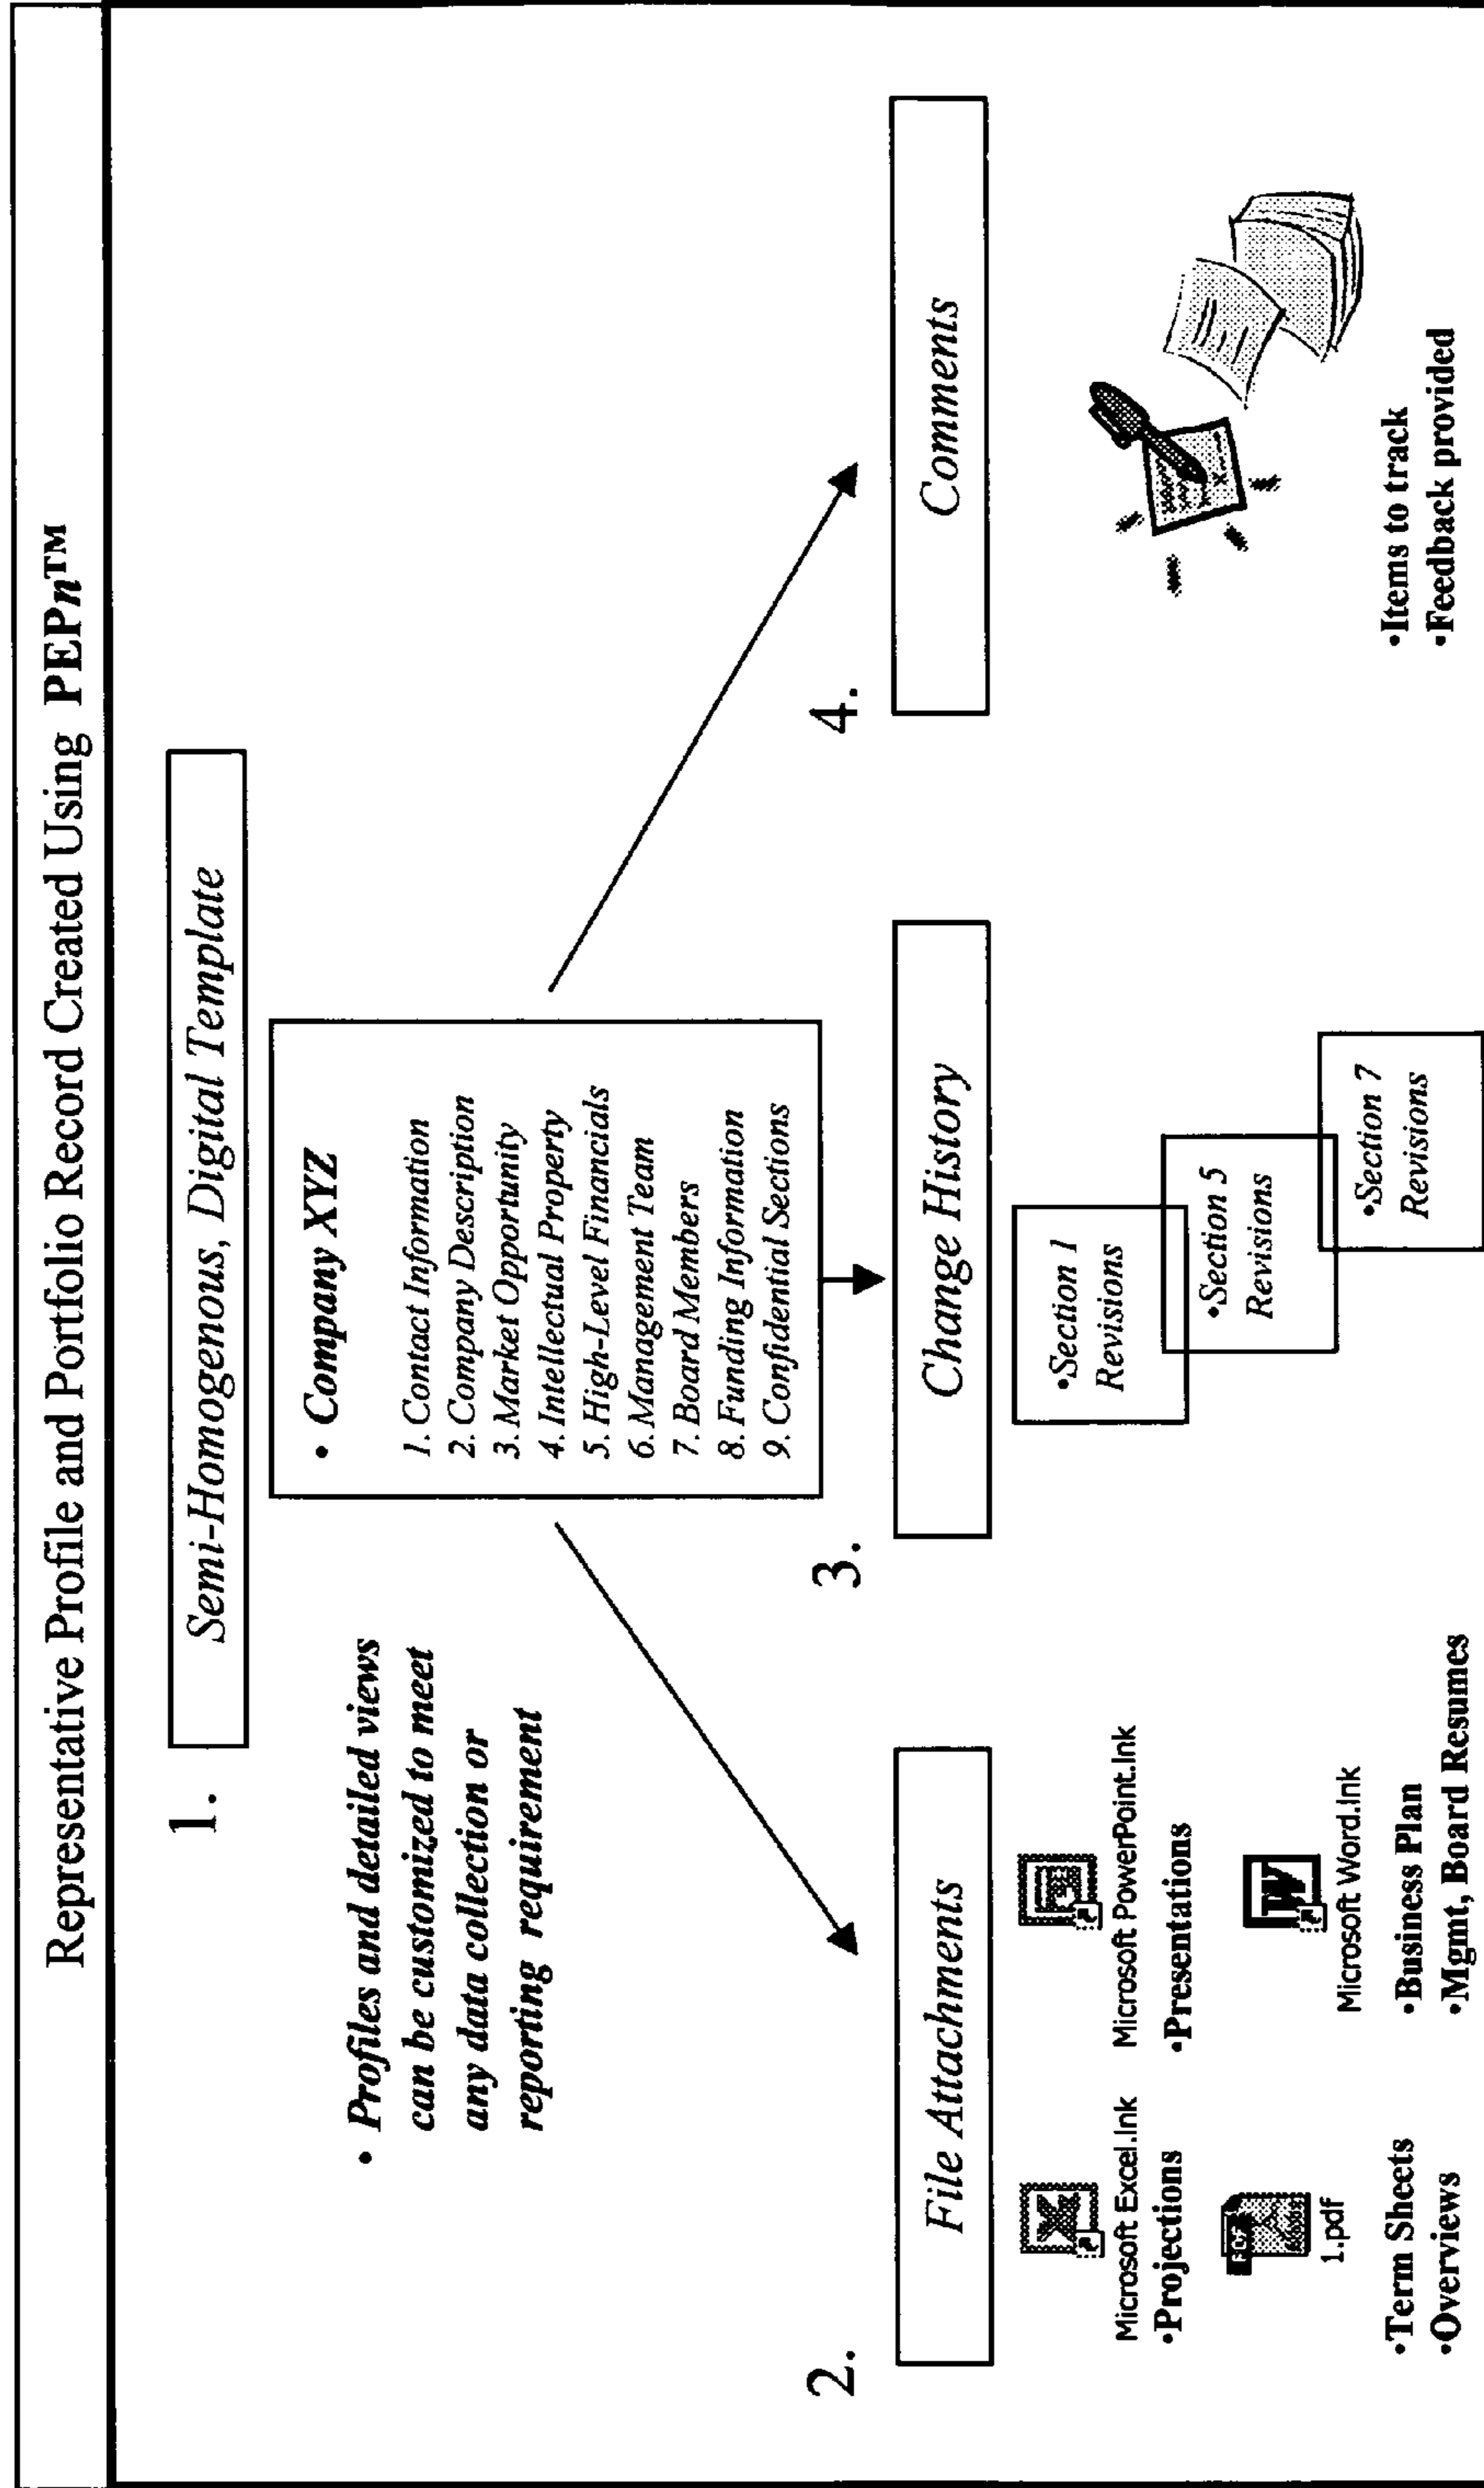 Representative Profile and Portfolio Record Created Using PEPn™
1.
Semi-Homogenous, Digital Template
• Profiles and detailed views
can be customized to meet
any data collection or
reporting requirement
• Company XYZ
1. Contact Information
2. Company Description
3. Market Opportunity
4. Intellectual Property
5. High-Level Financials
6. Management Team
7. Board Members
8. Funding Information
9. Confidential Sections
2.
File Attachments
Microsoft Excel.lnk
•Projections
Microsoft PowerPoint.lnk
•Presentations
1.pdf
•Term Sheets
•Overviews
Microsoft Word.lnk
•Business Plan
•Mgmt, Board Resumes
3.
Change History
•Section 1
Revisions
•Section 5
Revisions
•Section 7
Revisions
4.
Comments
•Items to track
•Feedback provided